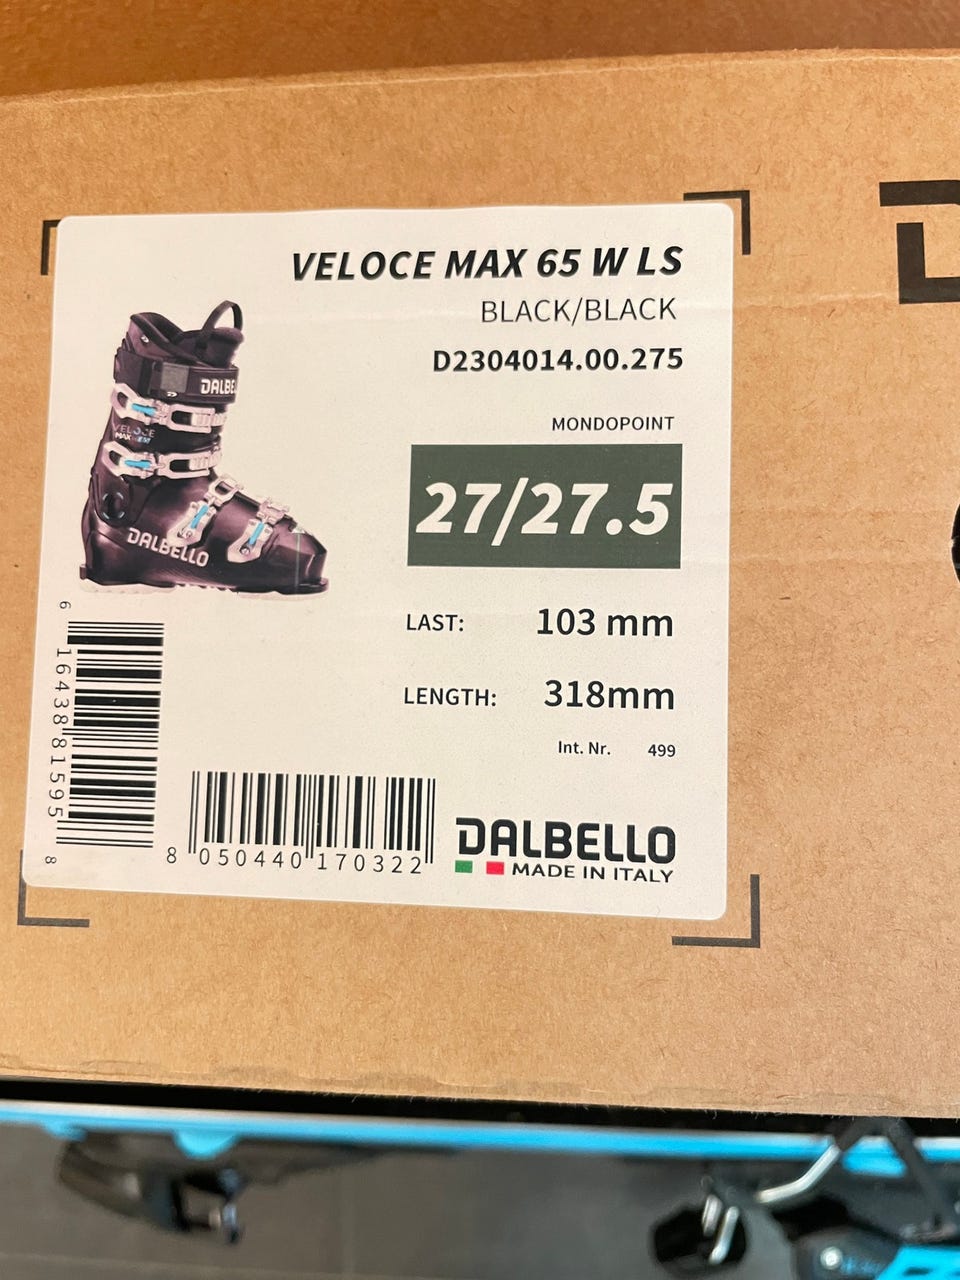 VELOCE MAX 65 W LS
BLACK/BLACK
D2304014.00.275
MONDOPOINT
27/27.5
LAST: 103 mm
LENGTH: 318mm
Int. Nr. 499
DALBELLO
VELOCE
MAX
DALBELLO
6 16438 81595 8
8 050440 170322
DALBELLO
MADE IN ITALY